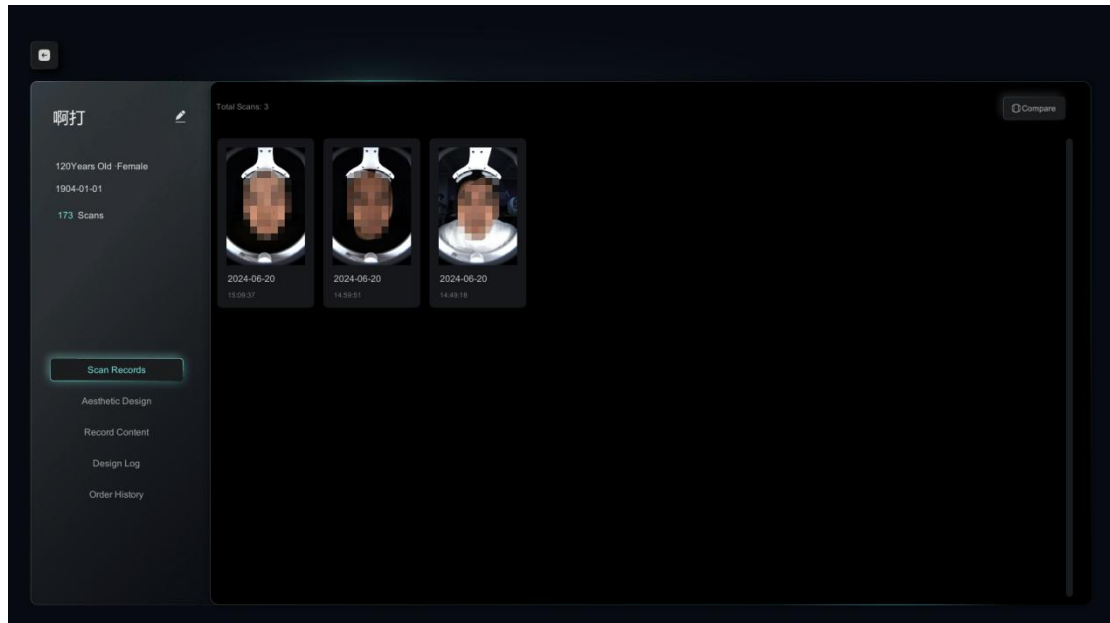 啊打
120Years Old ·Female
1904-01-01
173 Scans
Scan Records
Aesthetic Design
Record Content
Design Log
Order History
Total Scans: 3
Compare
2024-06-20
15:09:37
2024-06-20
14:59:51
2024-06-20
14:49:18